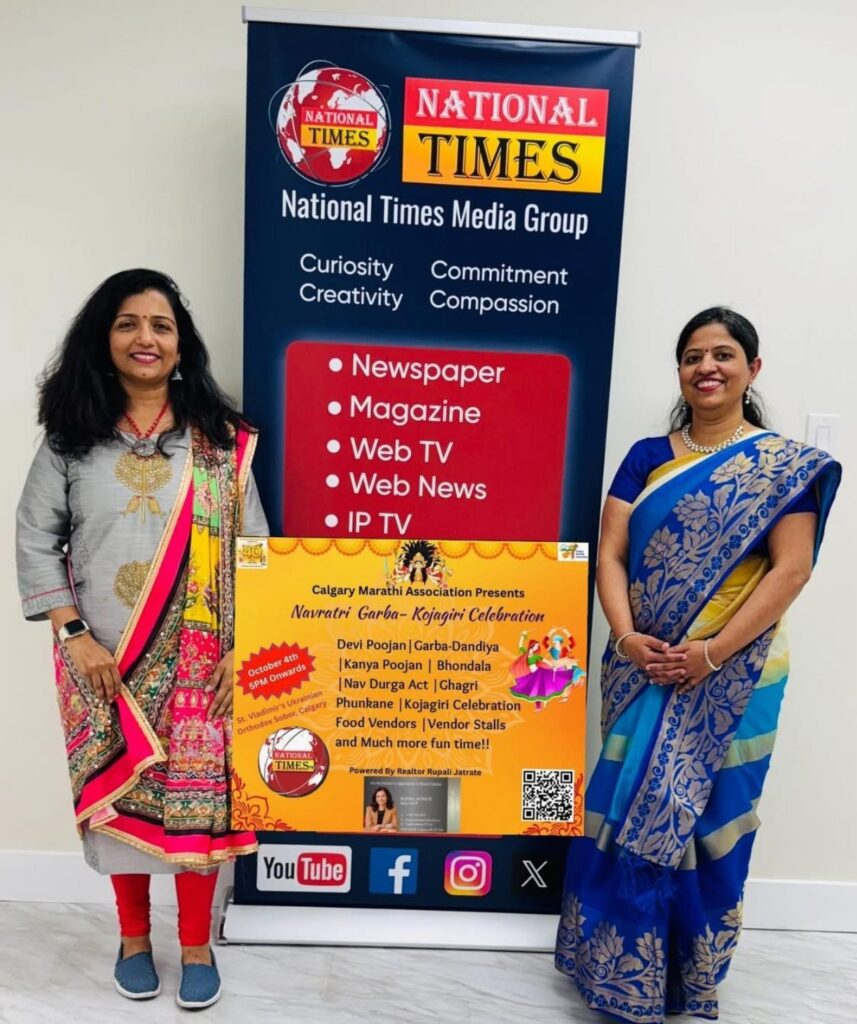 NATIONAL
TIMES
NATIONAL
TIMES
National Times Media Group
Curiosity Commitment
Creativity Compassion
• Newspaper
• Magazine
• Web TV
• Web News
• IP TV
40
Calgary Marathi Association Presents
Navratri Garba- Kojagiri Celebration
October 4th
5PM Onwards
St. Vladimir's Ukrainian
Orthodox Sobor, Calgary
Devi Poojan|Garba-Dandiya
|Kanya Poojan | Bhondala
|Nav Durga Act |Ghagri
Phunkane |Kojagiri Celebration
Food Vendors |Vendor Stalls
and Much more fun time!!
NATIONAL
TIMES
Powered By Realtor Rupali Jatrate
RUPALI JATRATE
YouTube
f
X